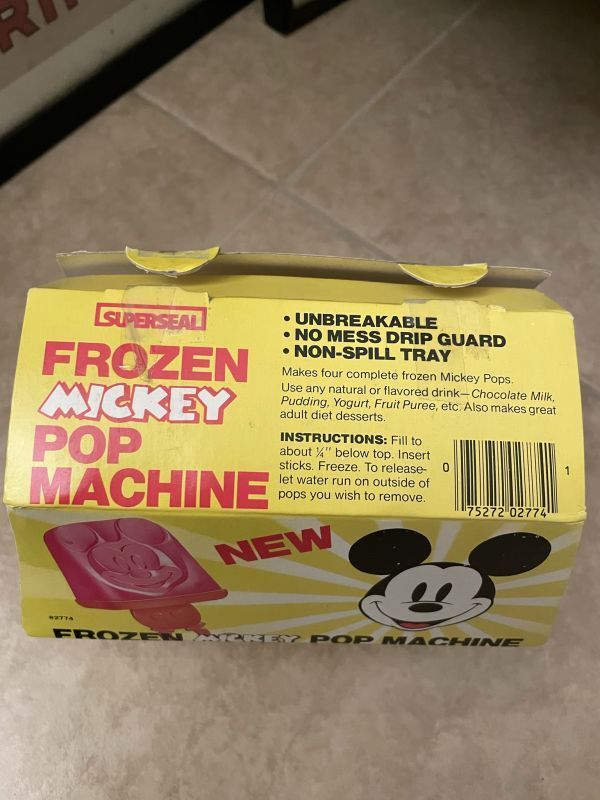 SUPERSEAL
FROZEN
MICKEY
POP
MACHINE
• UNBREAKABLE
• NO MESS DRIP GUARD
• NON-SPILL TRAY
Makes four complete frozen Mickey Pops.
Use any natural or flavored drink—Chocolate Milk,
Pudding, Yogurt, Fruit Puree, etc. Also makes great
adult diet desserts.
INSTRUCTIONS: Fill to
about ¼" below top. Insert
sticks. Freeze. To release-
let water run on outside of
pops you wish to remove.
0 75272 02774 1
NEW
82774
FROZEN MICKEY POP MACHINE